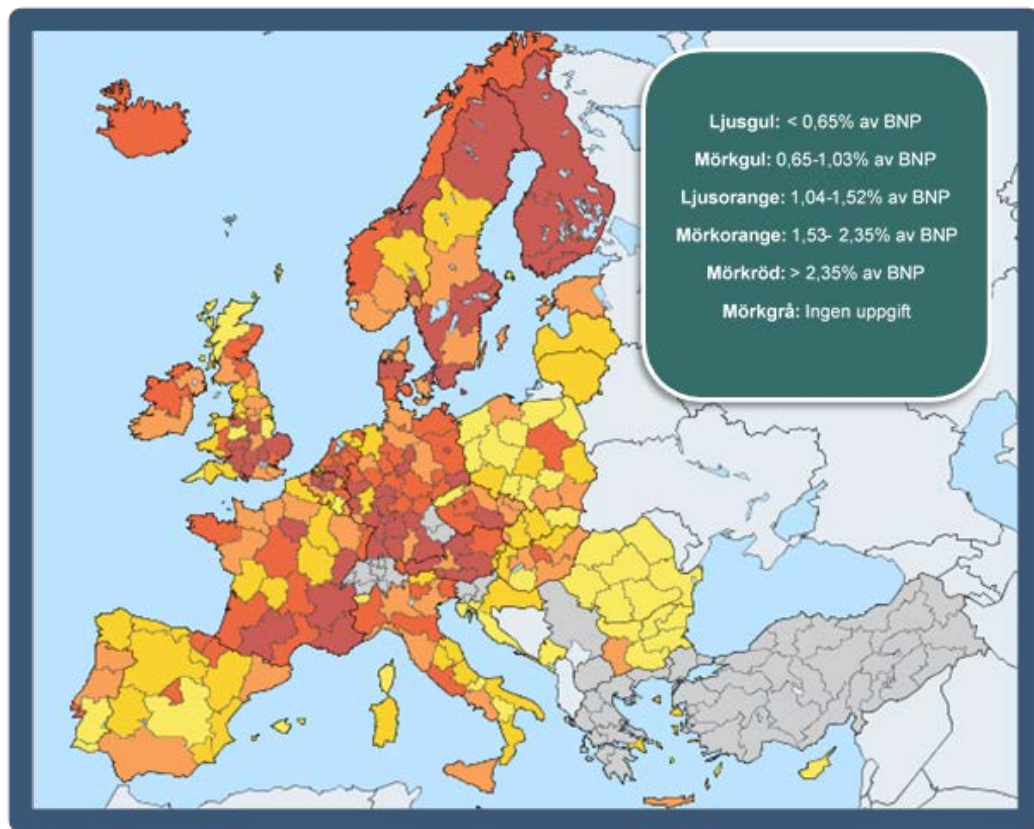 Ljusgul: < 0,65% av BNP
Mörkgul: 0,65-1,03% av BNP
Ljusorange: 1,04-1,52% av BNP
Mörkorange: 1,53- 2,35% av BNP
Mörkröd: > 2,35% av BNP
Mörkgrå: Ingen uppgift